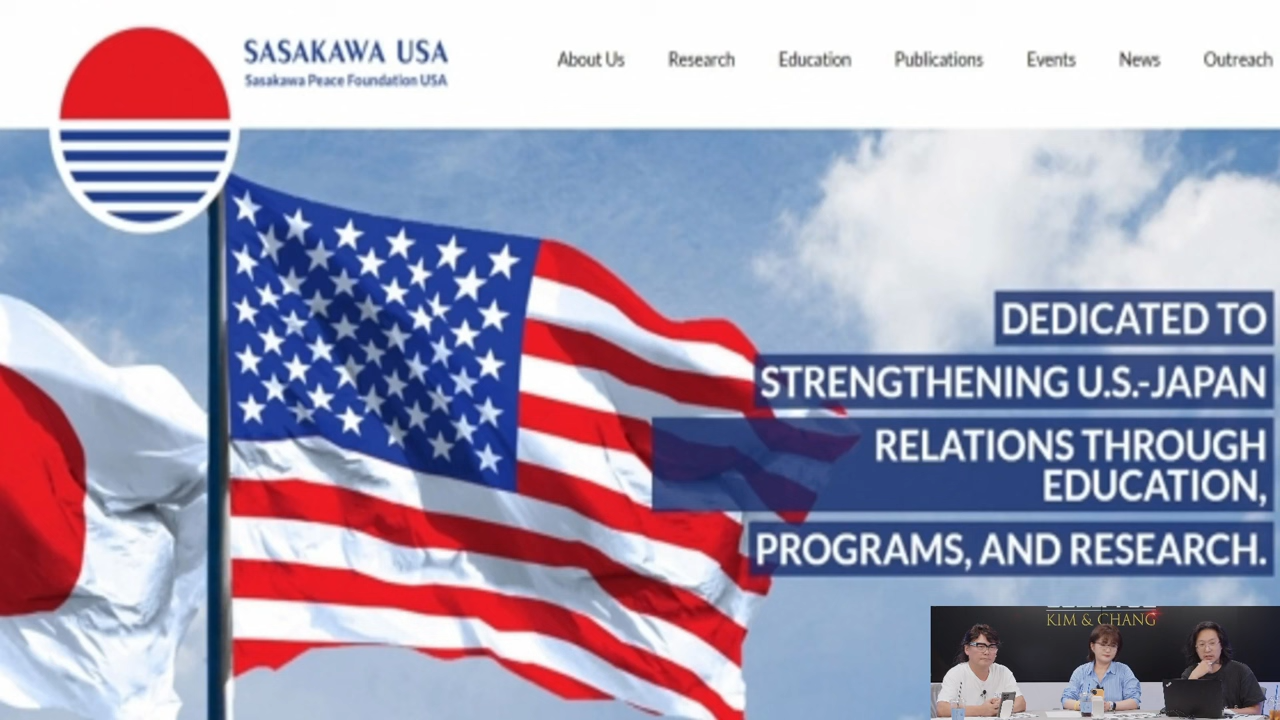 SASAKAWA USA
Sasakawa Peace Foundation USA
About Us Research Education Publications Events News Outreach
DEDICATED TO
STRENGTHENING U.S.-JAPAN
RELATIONS THROUGH
EDUCATION,
PROGRAMS, AND RESEARCH.
KIM & CHANG